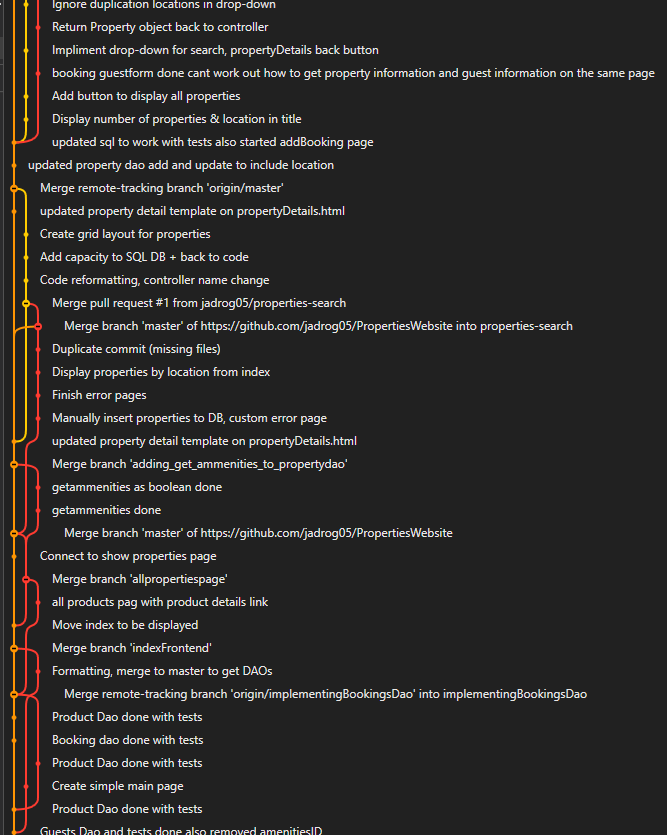 Ignore duplication locations in drop-down
Return Property object back to controller
Impliment drop-down for search, propertyDetails back button
booking guestform done cant work out how to get property information and guest information on the same page
Add button to display all properties
Display number of properties & location in title
updated sql to work with tests also started addBooking page
updated property dao add and update to include location
Merge remote-tracking branch 'origin/master'
updated property detail template on propertyDetails.html
Create grid layout for properties
Add capacity to SQL DB + back to code
Code reformatting, controller name change
Merge pull request #1 from jadrog05/properties-search
Merge branch 'master' of https://github.com/jadrog05/PropertiesWebsite into properties-search
Duplicate commit (missing files)
Display properties by location from index
Finish error pages
Manually insert properties to DB, custom error page
updated property detail template on propertyDetails.html
Merge branch 'adding_get_ammenities_to_propertydao'
getammenities as boolean done
getammenities done
Merge branch 'master' of https://github.com/jadrog05/PropertiesWebsite
Connect to show properties page
Merge branch 'allpropertiespage'
all products pag with product details link
Move index to be displayed
Merge branch 'indexFrontend'
Formatting, merge to master to get DAOs
Merge remote-tracking branch 'origin/implementingBookingsDao' into implementingBookingsDao
Product Dao done with tests
Booking dao done with tests
Product Dao done with tests
Create simple main page
Product Dao done with tests
Guests Dao and tests done also removed amenitiesID